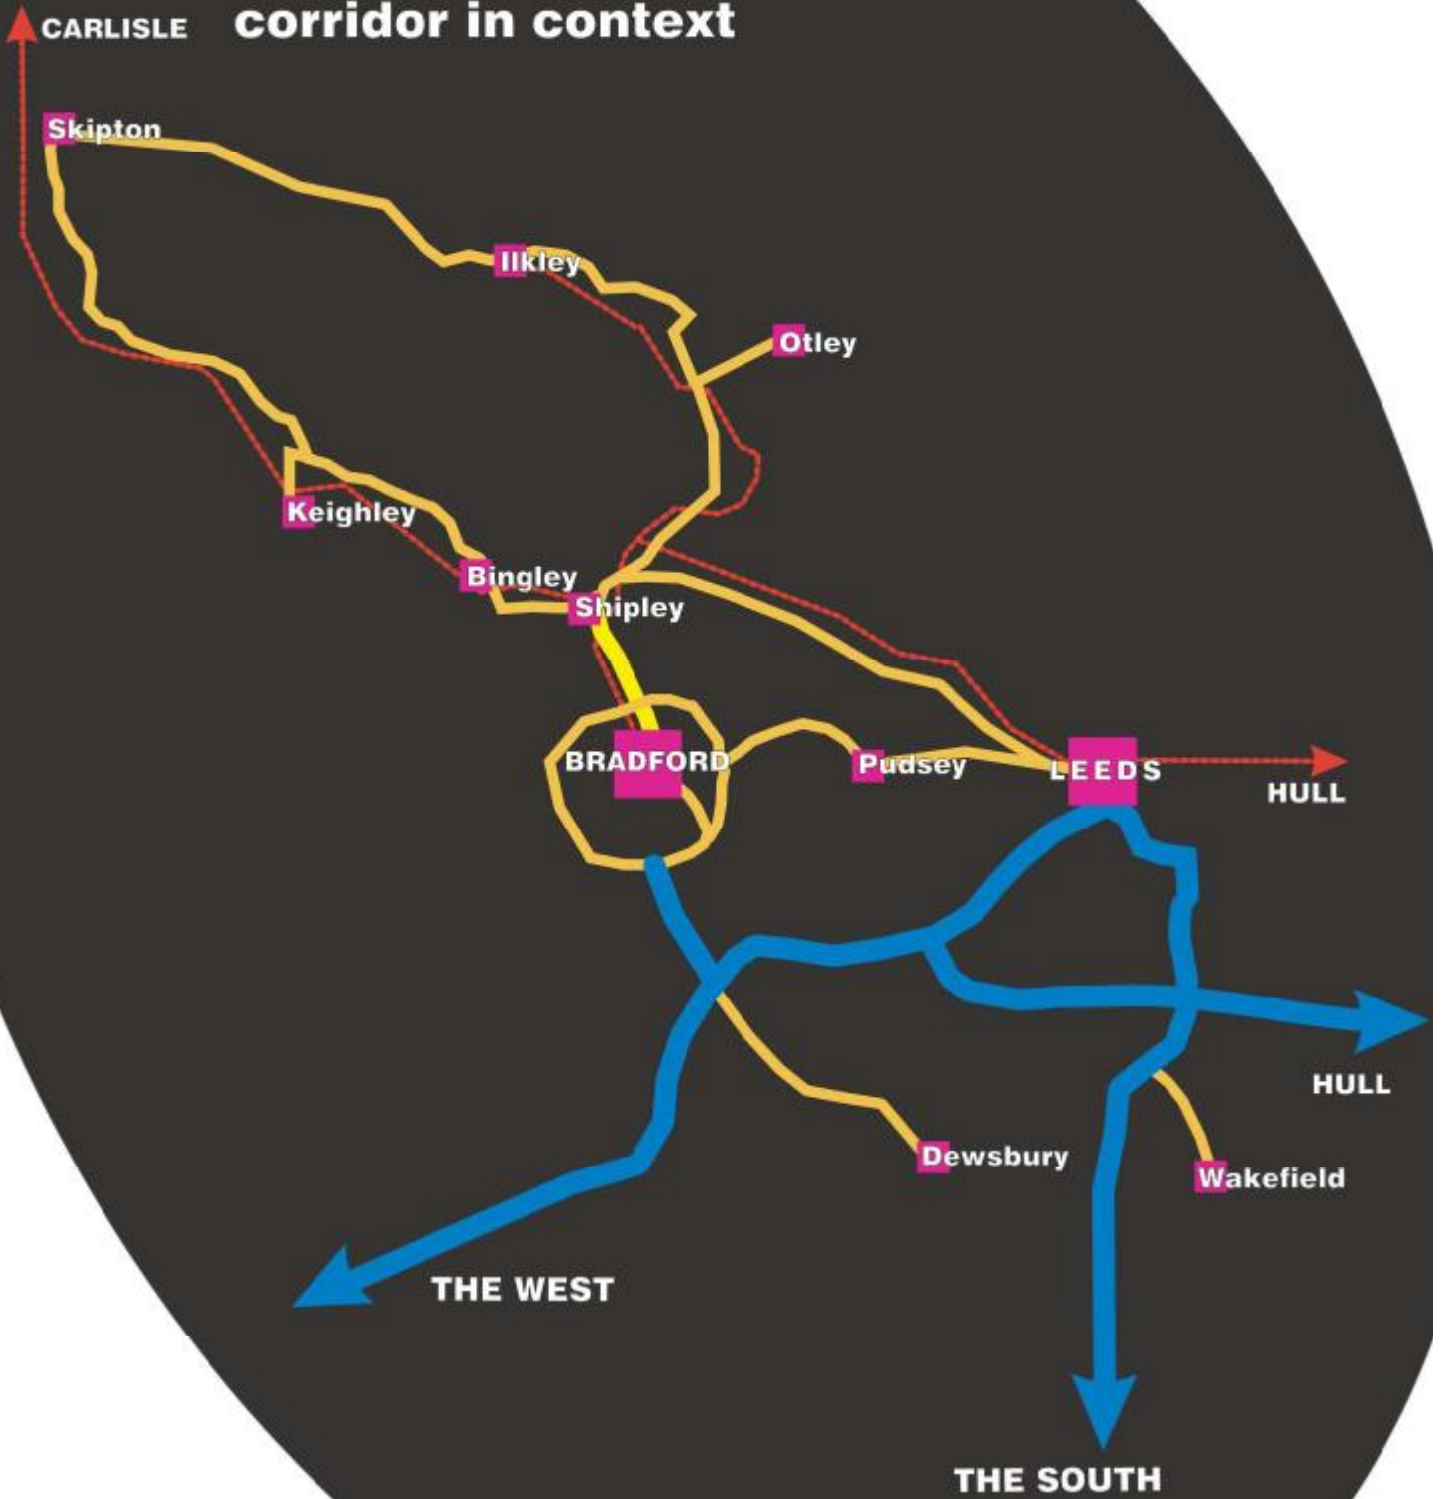 corridor in context
CARLISLE
Skipton
Ilkley
Otley
Keighley
Bingley
Shipley
BRADFORD
Pudsey
LEEDS
HULL
HULL
Dewsbury
Wakefield
THE WEST
THE SOUTH